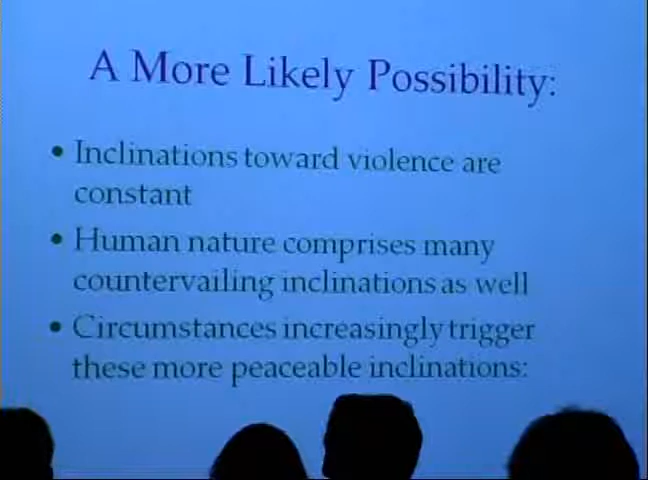 A More Likely Possibility:
• Inclinations toward violence are
constant
• Human nature comprises many
countervailing inclinations as well
• Circumstances increasingly trigger
these more peaceable inclinations: